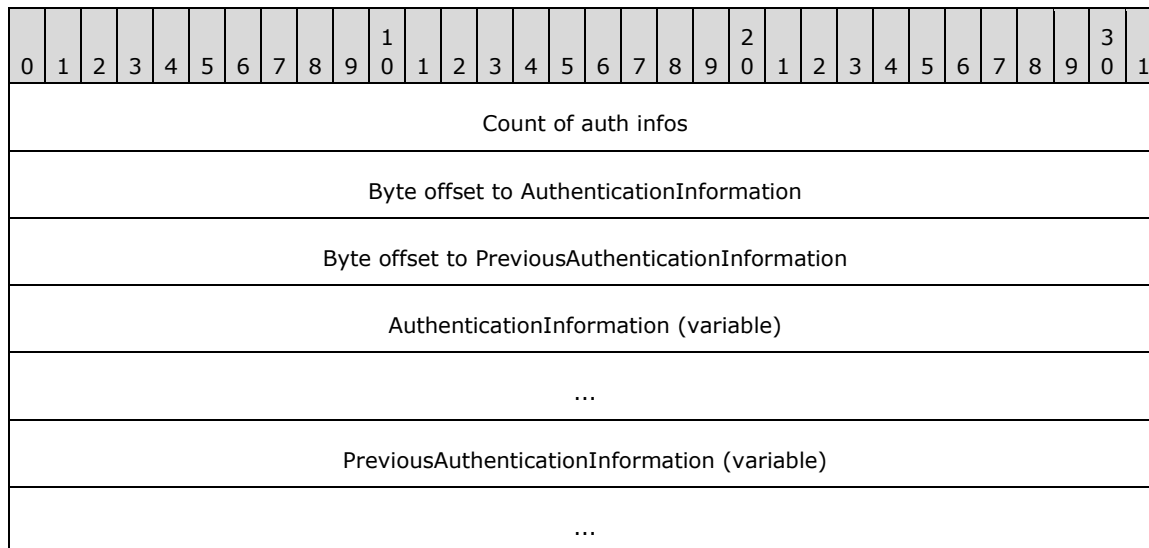 1 2 3
0 1 2 3 4 5 6 7 8 9 0 1 2 3 4 5 6 7 8 9 0 1 2 3 4 5 6 7 8 9 0 1
Count of auth infos
Byte offset to AuthenticationInformation
Byte offset to PreviousAuthenticationInformation
AuthenticationInformation (variable)
...
PreviousAuthenticationInformation (variable)
...